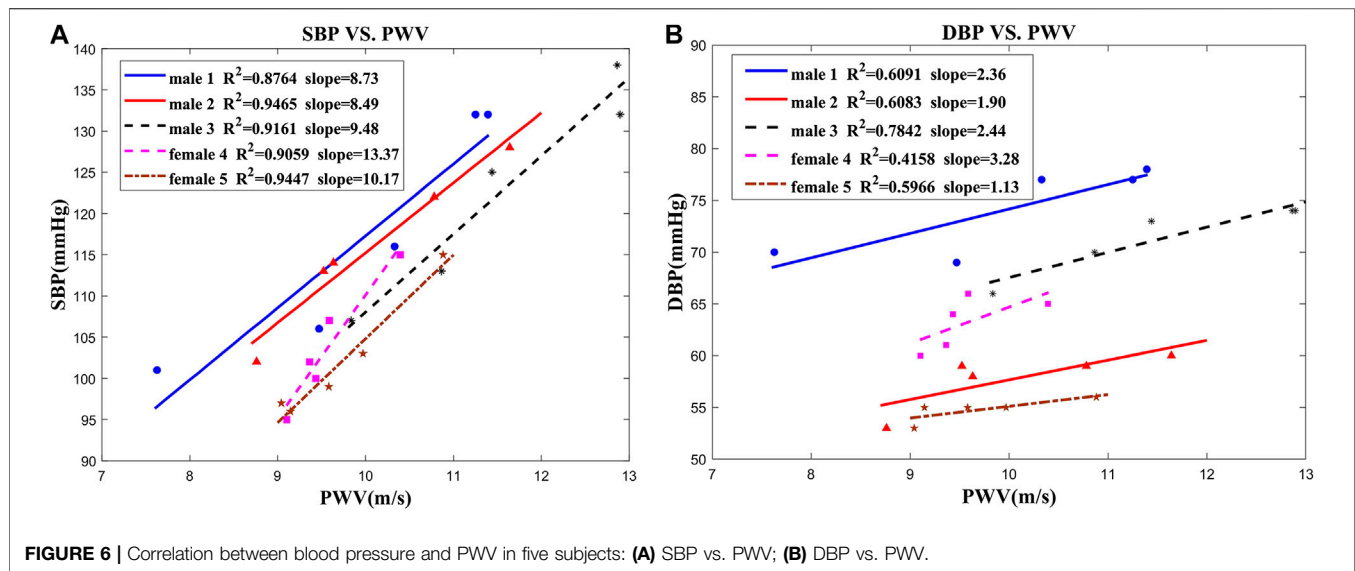 A
SBP VS. PWV
140
135
130
125
120
115
110
105
100
95
90
SBP(mmHg)
male 1 R²=0.8764 slope=8.73
male 2 R²=0.9465 slope=8.49
male 3 R²=0.9161 slope=9.48
female 4 R²=0.9059 slope=13.37
female 5 R²=0.9447 slope=10.17
7 8 9 10 11 12 13
PWV(m/s)
B
DBP VS. PWV
90
85
80
75
70
65
60
55
50
DBP(mmHg)
male 1 R²=0.6091 slope=2.36
male 2 R²=0.6083 slope=1.90
male 3 R²=0.7842 slope=2.44
female 4 R²=0.4158 slope=3.28
female 5 R²=0.5966 slope=1.13
7 8 9 10 11 12 13
PWV(m/s)
FIGURE 6 | Correlation between blood pressure and PWV in five subjects: (A) SBP vs. PWV; (B) DBP vs. PWV.